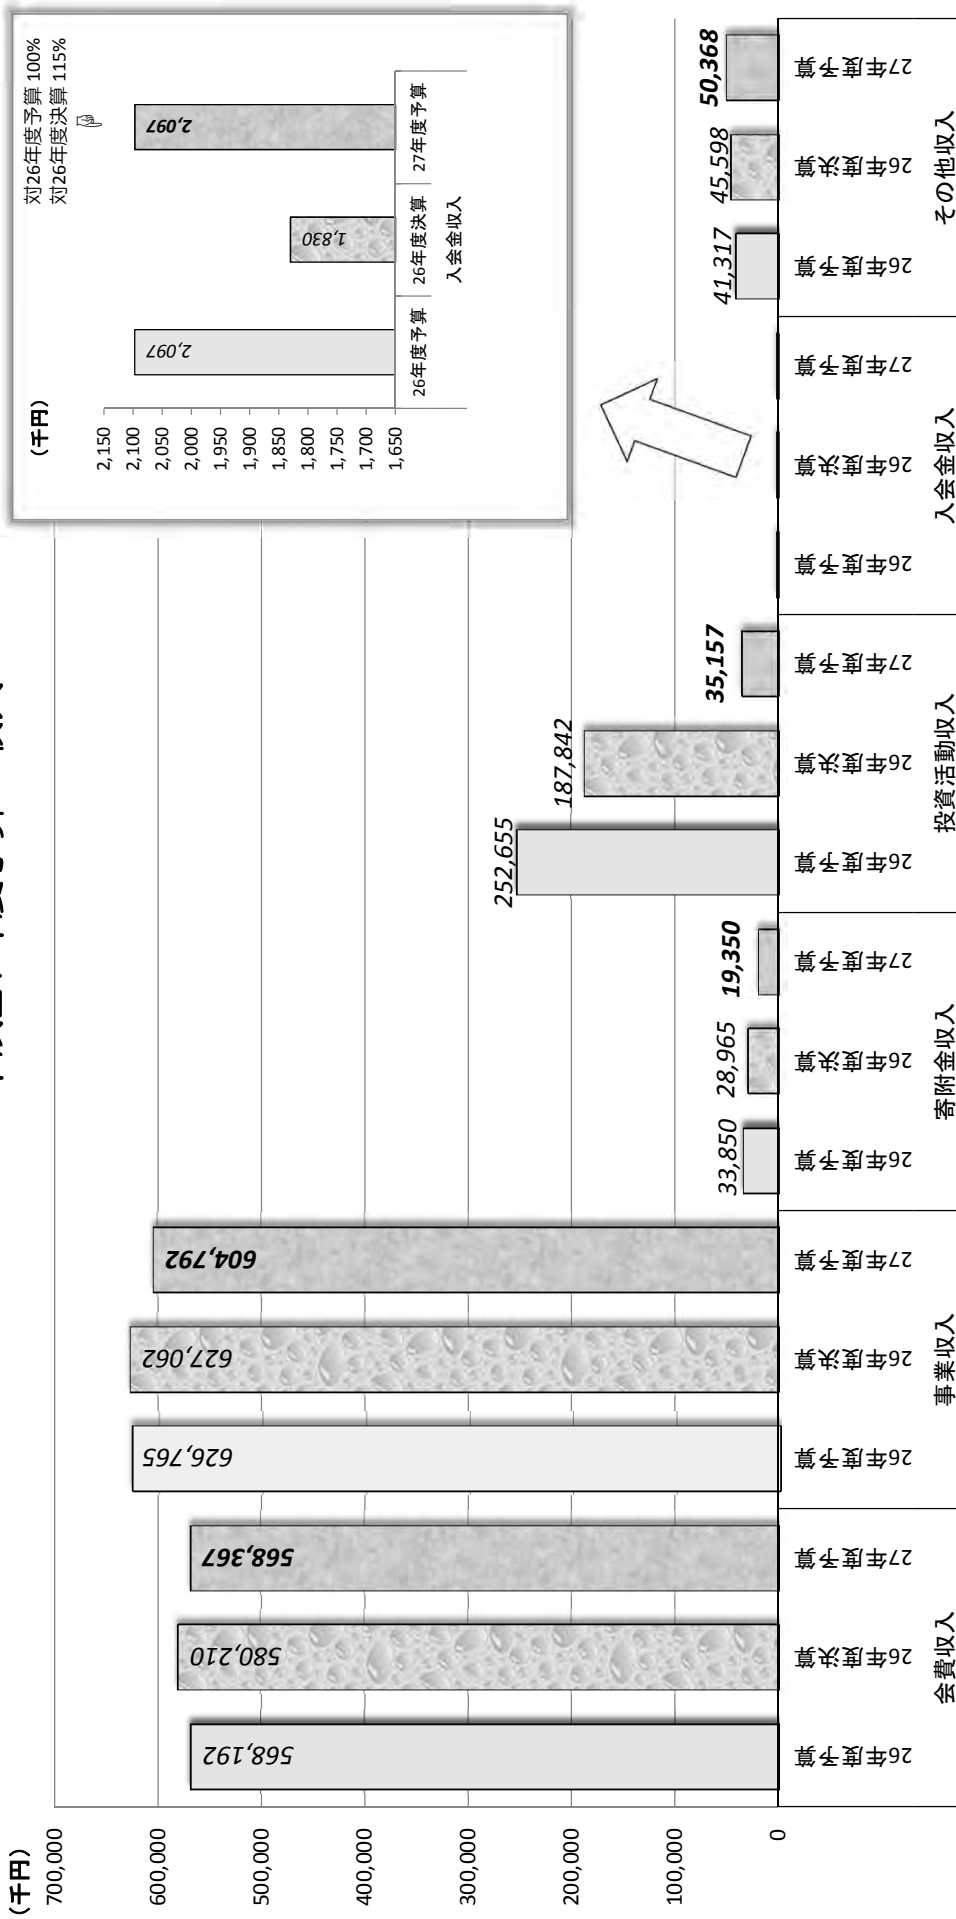 (千円)
700,000
600,000
500,000
400,000
300,000
200,000
100,000
0
568,192
580,210
568,367
626,765
627,062
604,792
33,850
28,965
19,350
252,655
187,842
35,157
41,317
45,598
50,368
26年度予算
26年度決算
27年度予算
26年度予算
26年度決算
27年度予算
26年度予算
26年度決算
27年度予算
26年度予算
26年度決算
27年度予算
26年度予算
26年度決算
27年度予算
26年度予算
26年度決算
27年度予算
会費収入
事業収入
寄附金収入
投資活動収入
入会金収入
その他収入
(千円)
対26年度予算 100%
対26年度決算 115%
2,150
2,100
2,050
2,000
1,950
1,900
1,850
1,800
1,750
1,700
1,650
2,097
1,830
2,097
26年度予算
26年度決算
27年度予算
入会金収入